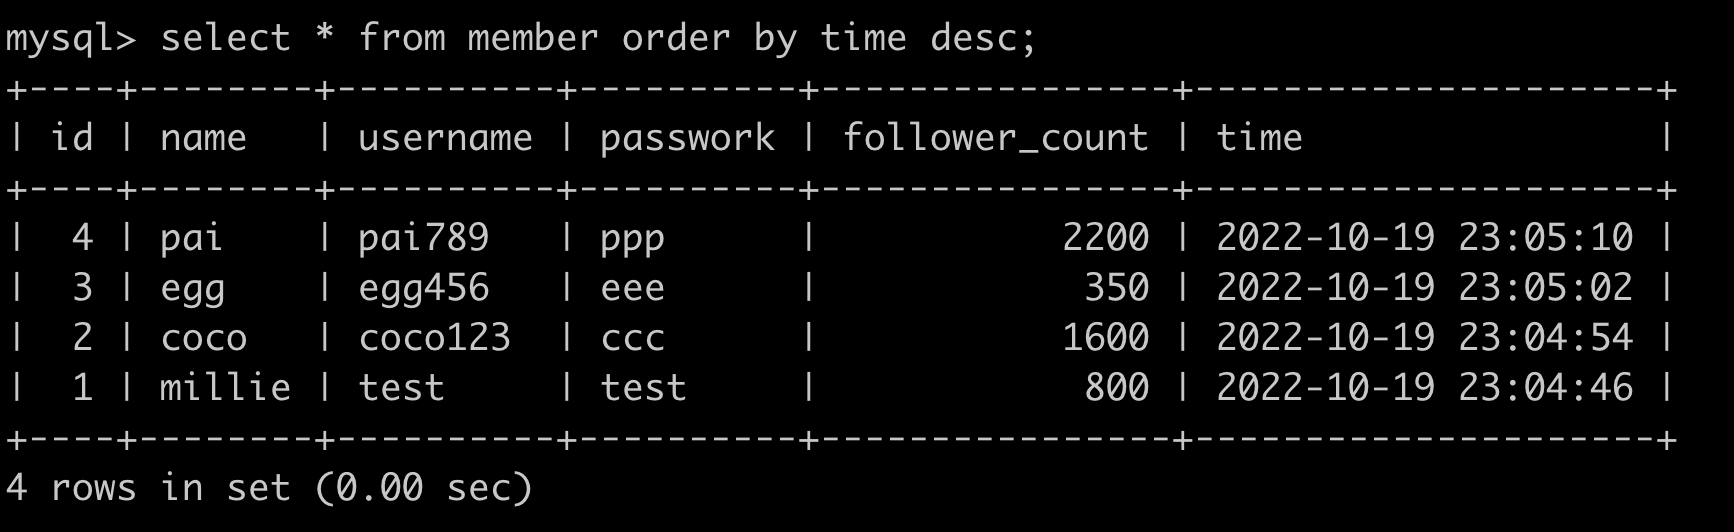 mysql> select * from member order by time desc;
+----+--------+----------+----------+----------------+---------------------+
| id | name   | username | passwork | follower_count | time                |
+----+--------+----------+----------+----------------+---------------------+
|  4 | pai    | pai789   | ppp      |           2200 | 2022-10-19 23:05:10 |
|  3 | egg    | egg456   | eee      |            350 | 2022-10-19 23:05:02 |
|  2 | coco   | coco123  | ccc      |           1600 | 2022-10-19 23:04:54 |
|  1 | millie | test     | test     |            800 | 2022-10-19 23:04:46 |
+----+--------+----------+----------+----------------+---------------------+
4 rows in set (0.00 sec)